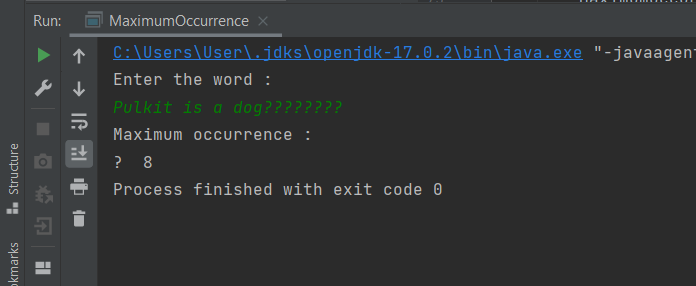 Run: MaximumOccurrence
C:\Users\User\.jdks\openjdk-17.0.2\bin\java.exe "-javaagent
Enter the word :
Pulkit is a dog????????
Maximum occurrence :
? 8
Process finished with exit code 0
Structure
okmarks